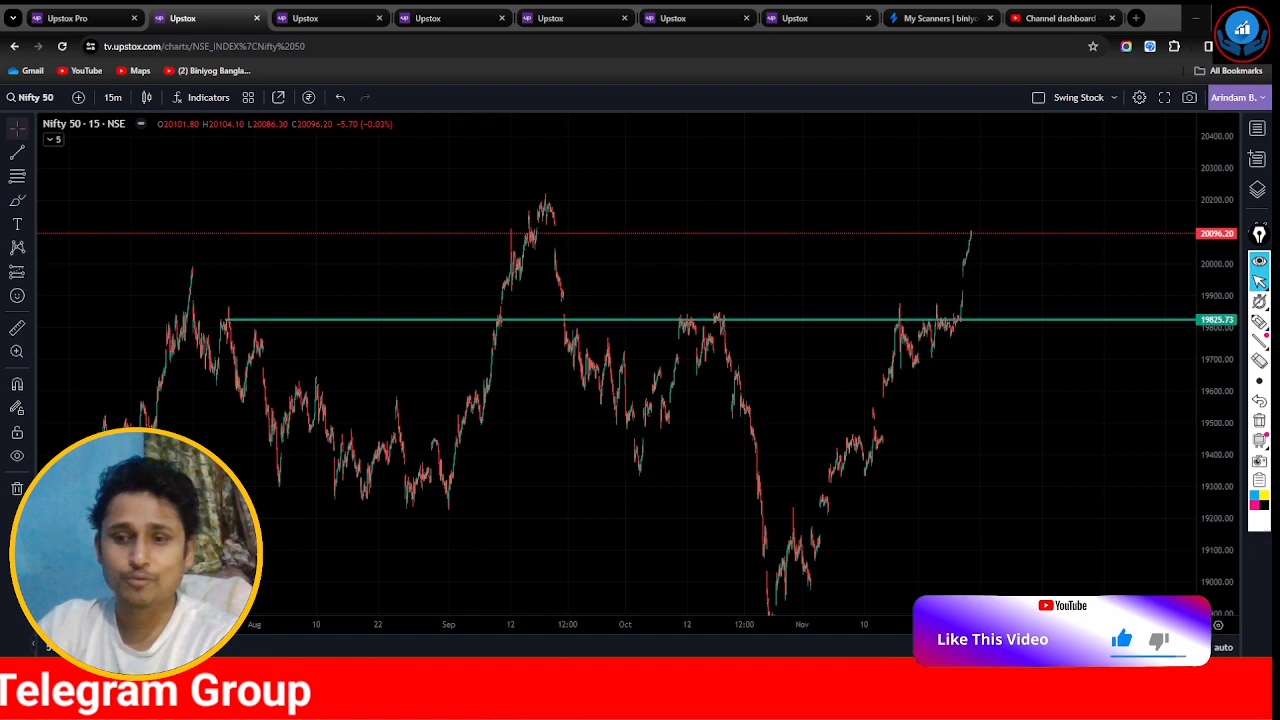 Upstox Pro
Upstox
Upstox
Upstox
Upstox
Upstox
Upstox
My Scanners | biniyo
Channel dashboard
tv.upstox.com/charts/NSE_INDEX%7CNifty%2050
Gmail
YouTube
Maps
(2) Biniyog Bangla...
All Bookmarks
Nifty 50
15m
Indicators
Swing Stock
Arindam B.
Nifty 50 · 15 · NSE
O20101.80 H20104.10 L20086.30 C20096.20 −5.70 (−0.03%)
5
20400.00
20300.00
20200.00
20096.20
20000.00
19900.00
19825.73
19800.00
19700.00
19600.00
19500.00
19400.00
19300.00
19200.00
19100.00
19000.00
Aug
10
22
Sep
12
12:00
Oct
12
12:00
Nov
10
YouTube
Like This Video
auto
Telegram Group